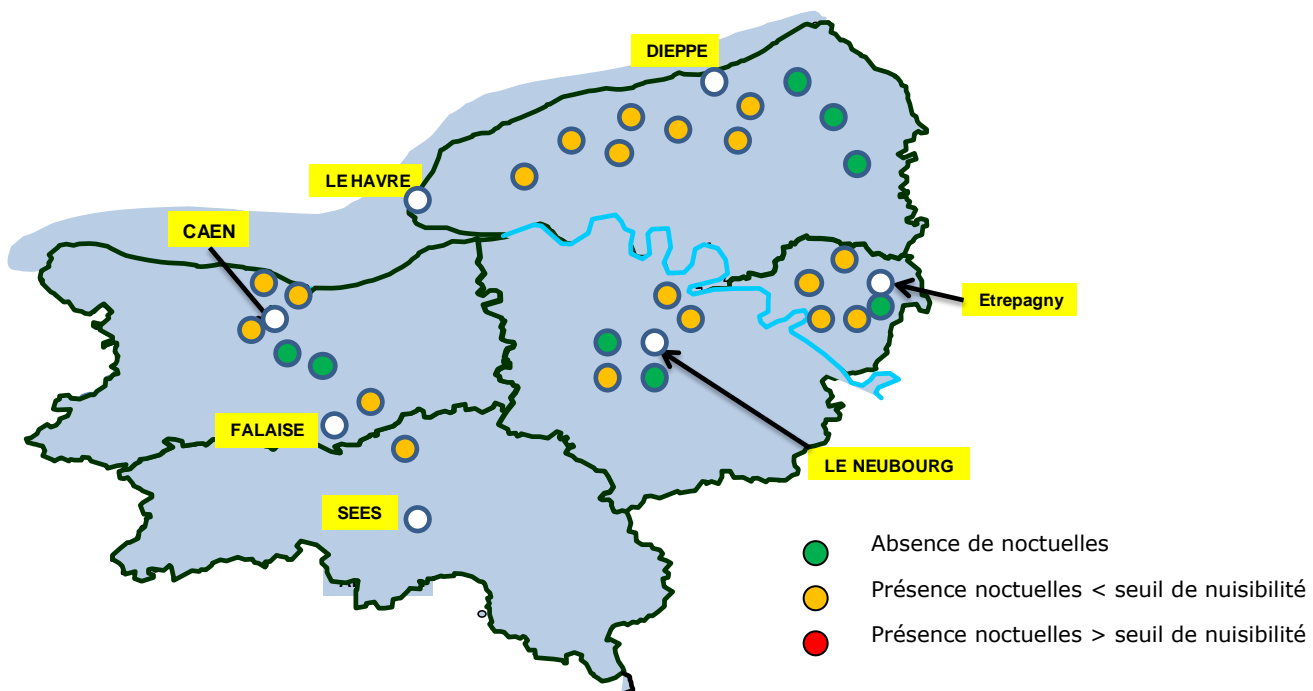 DIEPPE
LE HAVRE
CAEN
Etrepagny
FALAISE
LE NEUBOURG
SEES
Absence de noctuelles
Présence noctuelles < seuil de nuisibilité
Présence noctuelles > seuil de nuisibilité